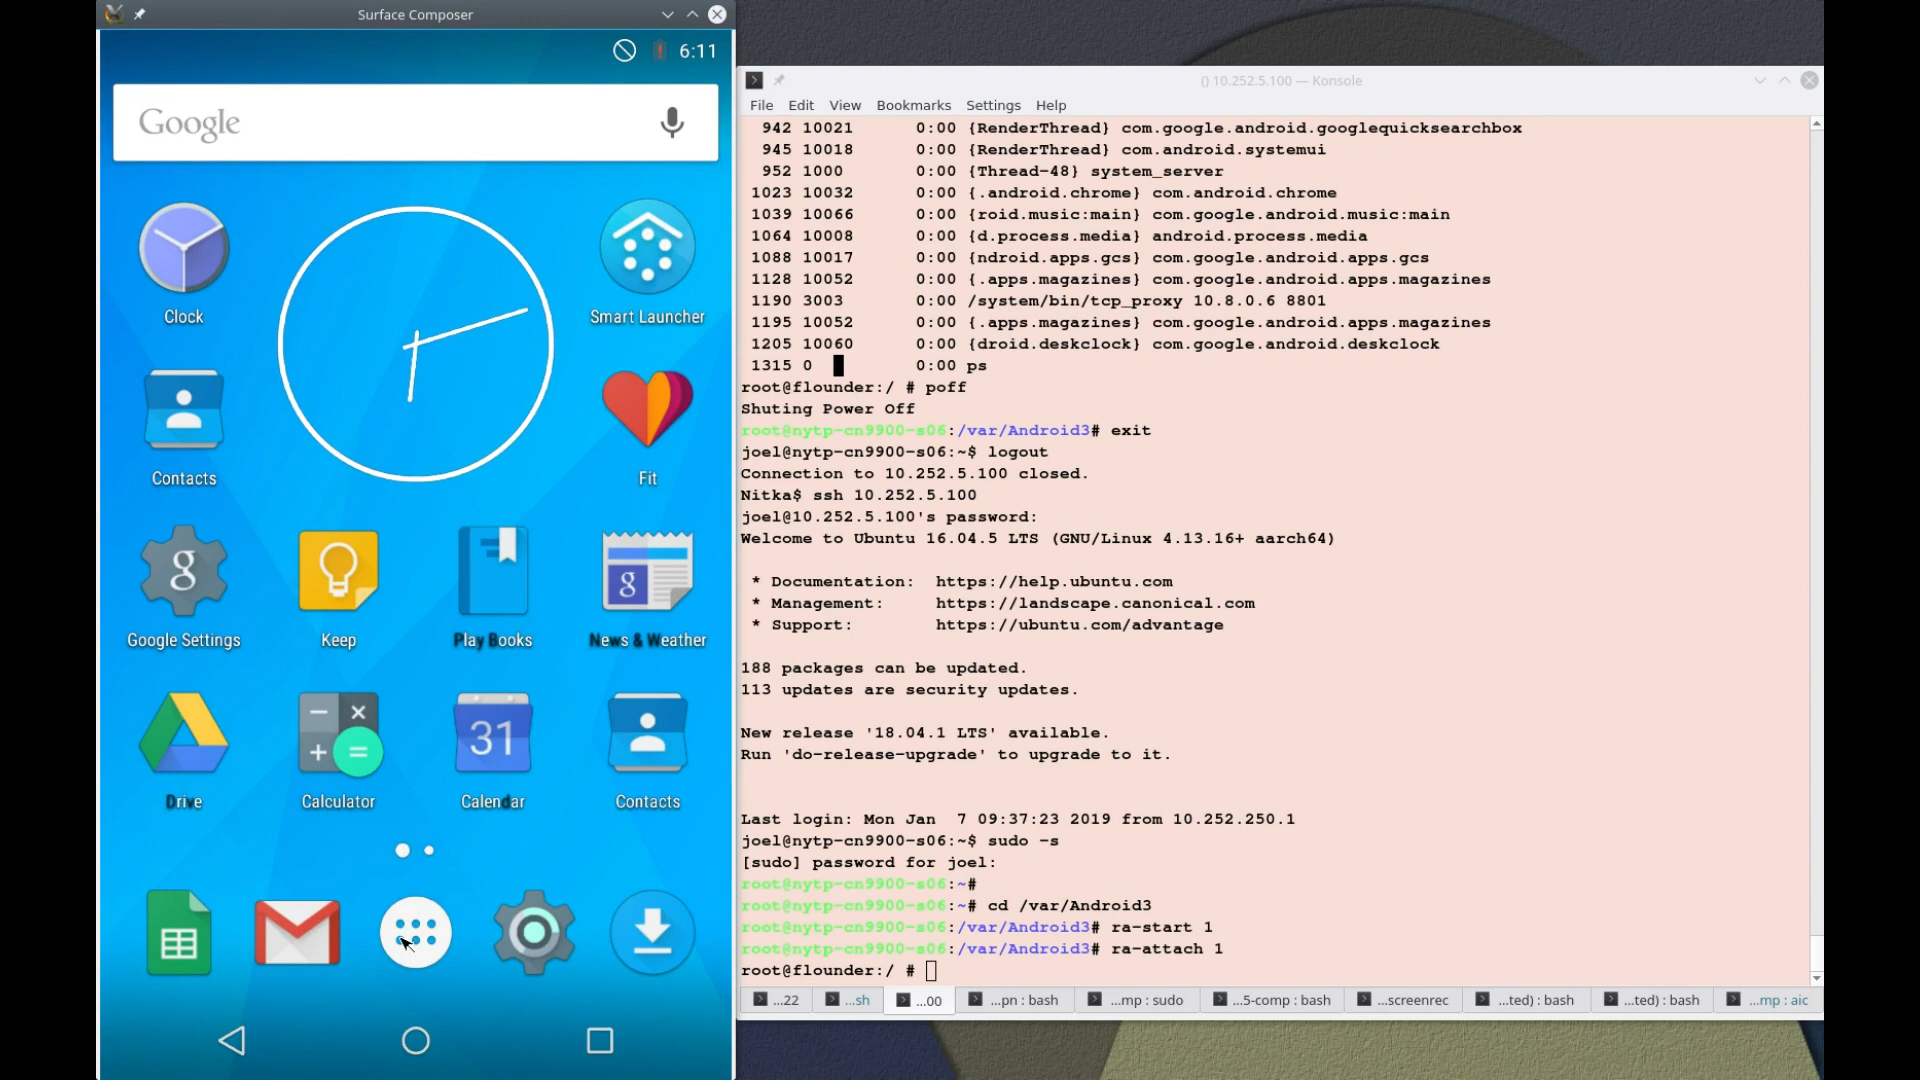 Surface Composer
6:11
Google
Clock
Smart Launcher
Contacts
Fit
Google Settings
Keep
Play Books
News & Weather
Drive
Calculator
31
Calendar
Contacts
() 10.252.5.100 — Konsole
File Edit View Bookmarks Settings Help
942 10021 0:00 {RenderThread} com.google.android.googlequicksearchbox
945 10018 0:00 {RenderThread} com.android.systemui
952 1000 0:00 {Thread-48} system_server
1023 10032 0:00 {.android.chrome} com.android.chrome
1039 10066 0:00 {roid.music:main} com.google.android.music:main
1064 10008 0:00 {d.process.media} android.process.media
1088 10017 0:00 {ndroid.apps.gcs} com.google.android.apps.gcs
1128 10052 0:00 {.apps.magazines} com.google.android.apps.magazines
1190 3003 0:00 /system/bin/tcp_proxy 10.8.0.6 8801
1195 10052 0:00 {.apps.magazines} com.google.android.apps.magazines
1205 10060 0:00 {droid.deskclock} com.google.android.deskclock
1315 0 0:00 ps
root@flounder:/ # poff
Shuting Power Off
root@nytp-cn9900-s06:/var/Android3# exit
joel@nytp-cn9900-s06:~$ logout
Connection to 10.252.5.100 closed.
Nitka$ ssh 10.252.5.100
joel@10.252.5.100's password:
Welcome to Ubuntu 16.04.5 LTS (GNU/Linux 4.13.16+ aarch64)
* Documentation: https://help.ubuntu.com
* Management: https://landscape.canonical.com
* Support: https://ubuntu.com/advantage
188 packages can be updated.
113 updates are security updates.
New release '18.04.1 LTS' available.
Run 'do-release-upgrade' to upgrade to it.
Last login: Mon Jan 7 09:37:23 2019 from 10.252.250.1
joel@nytp-cn9900-s06:~$ sudo -s
[sudo] password for joel:
root@nytp-cn9900-s06:~#
root@nytp-cn9900-s06:~# cd /var/Android3
root@nytp-cn9900-s06:/var/Android3# ra-start 1
root@nytp-cn9900-s06:/var/Android3# ra-attach 1
root@flounder:/ #
...22 ...sh ...00 ...pn : bash ...mp : sudo ...5-comp : bash ...screenrec ...ted) : bash ...ted) : bash ...mp : aic